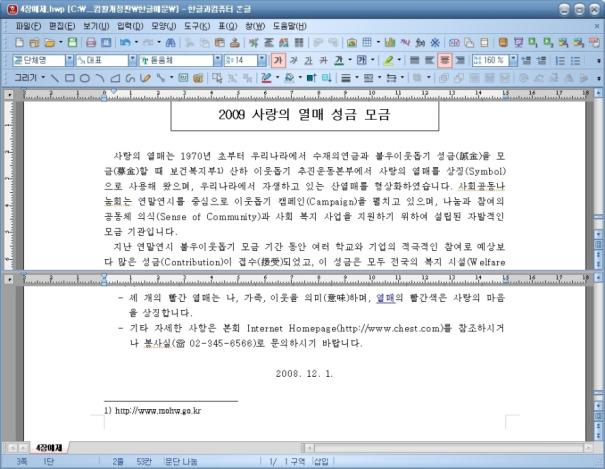 4장예제.hwp [C:\...컴활개정판\한글예문\] - 한글과컴퓨터 한글
파일(F) 편집(E) 보기(U) 입력(D) 모양(J) 도구(K) 표(Q) 창(W) 도움말(H)
단체명 대표 돋움체 14 가 가 가 가 가 160 %
그리기
2009 사랑의 열매 성금 모금
사랑의 열매는 1970년 초부터 우리나라에서 수재의연금과 불우이웃돕기 성금(誠金)을 모
금(募金)할 때 보건복지부1) 산하 이웃돕기 추진운동본부에서 사랑의 열매를 상징(Symbol)
으로 사용해 왔으며, 우리나라에서 자생하고 있는 산열매를 형상화하였습니다. 사회공동나
눔회는 연말연시를 중심으로 이웃돕기 캠페인(Campaign)을 펼치고 있으며, 나눔과 참여의
공동체 의식(Sense of Community)과 사회 복지 사업을 지원하기 위하여 설립된 자발적인
모금 기관입니다.
지난 연말연시 불우이웃돕기 모금 기간 동안 여러 학교와 기업의 적극적인 참여로 예상보
다 많은 성금(Contribution)이 접수(接受)되었고, 이 성금은 모두 전국의 복지 시설(Welfare
- 세 개의 빨간 열매는 나, 가족, 이웃을 의미(意味)하며, 열매의 빨간색은 사랑의 마음
을 상징합니다.
- 기타 자세한 사항은 본회 Internet Homepage(http://www.chest.com)를 참조하시거
나 봉사실(☎ 02-345-6566)로 문의하시기 바랍니다.
2008. 12. 1.
1) http://www.mohw.go.kr
4장예제
3쪽 1단 2줄 53칸 문단 나눔 1/ 1 구역 삽입